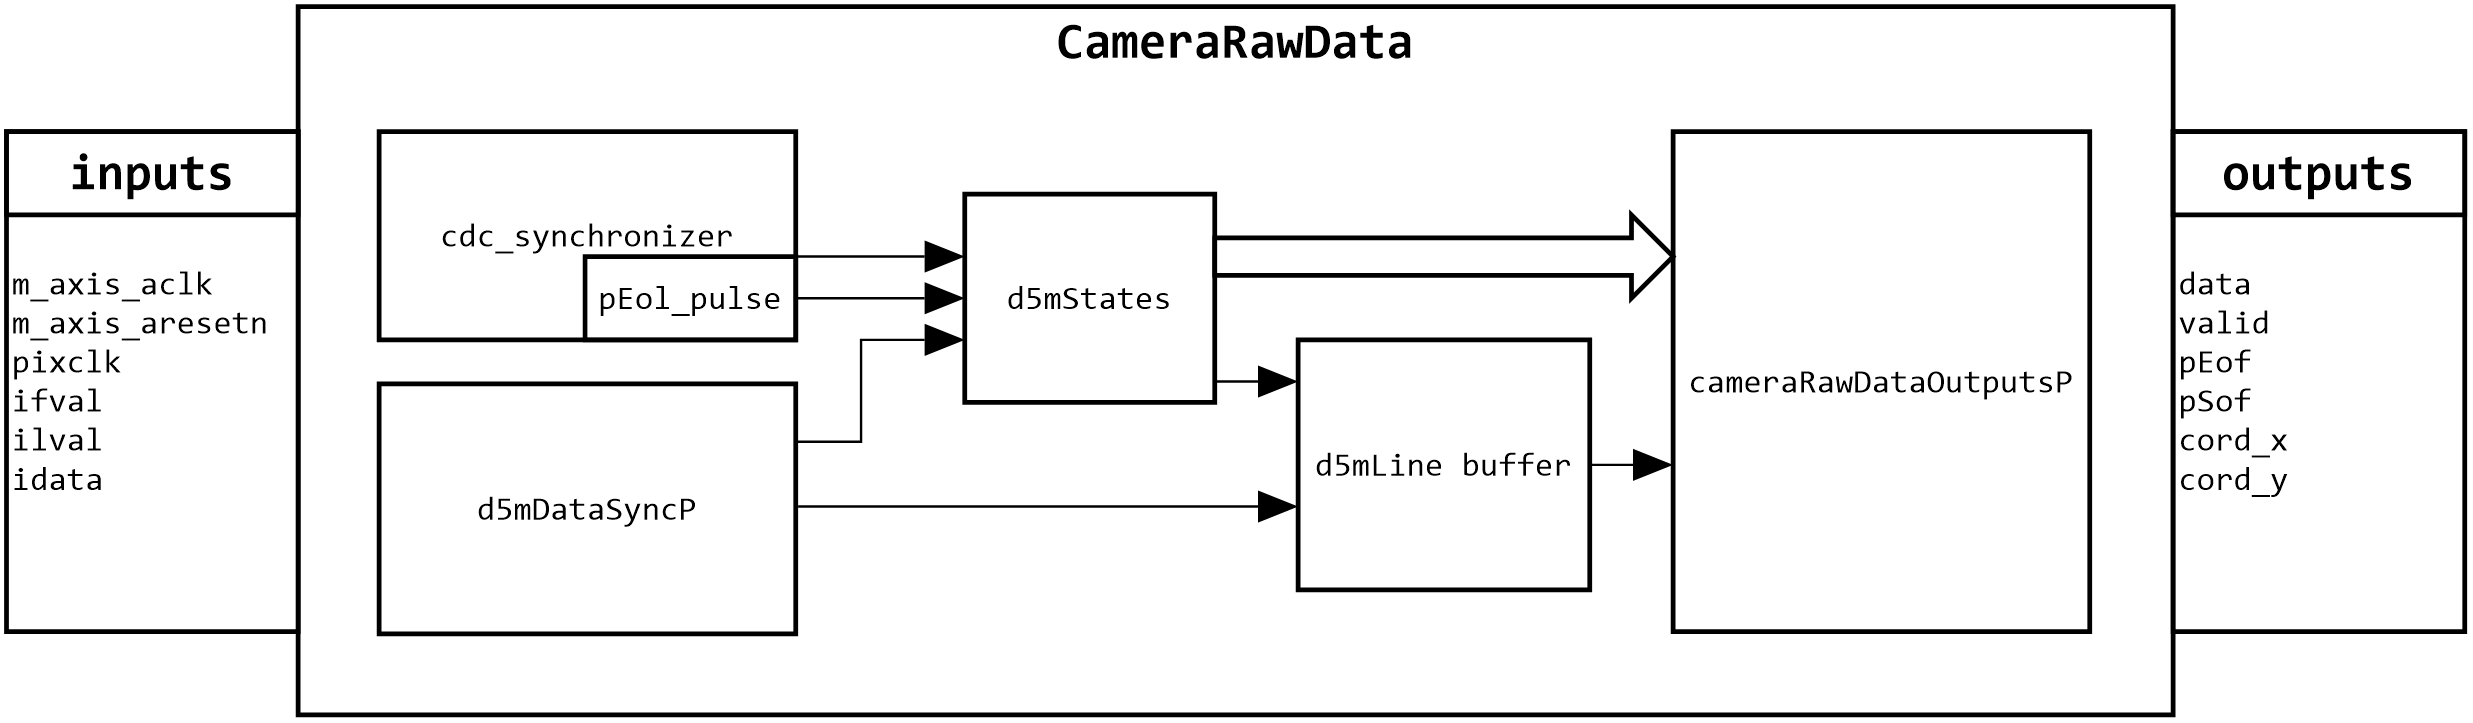 CameraRawData
inputs
m_axis_aclk
m_axis_aresetn
pixclk
ifval
ilval
idata
cdc_synchronizer
pEol_pulse
d5mDataSyncP
d5mStates
d5mLine buffer
cameraRawDataOutputsP
outputs
data
valid
pEof
pSof
cord_x
cord_y